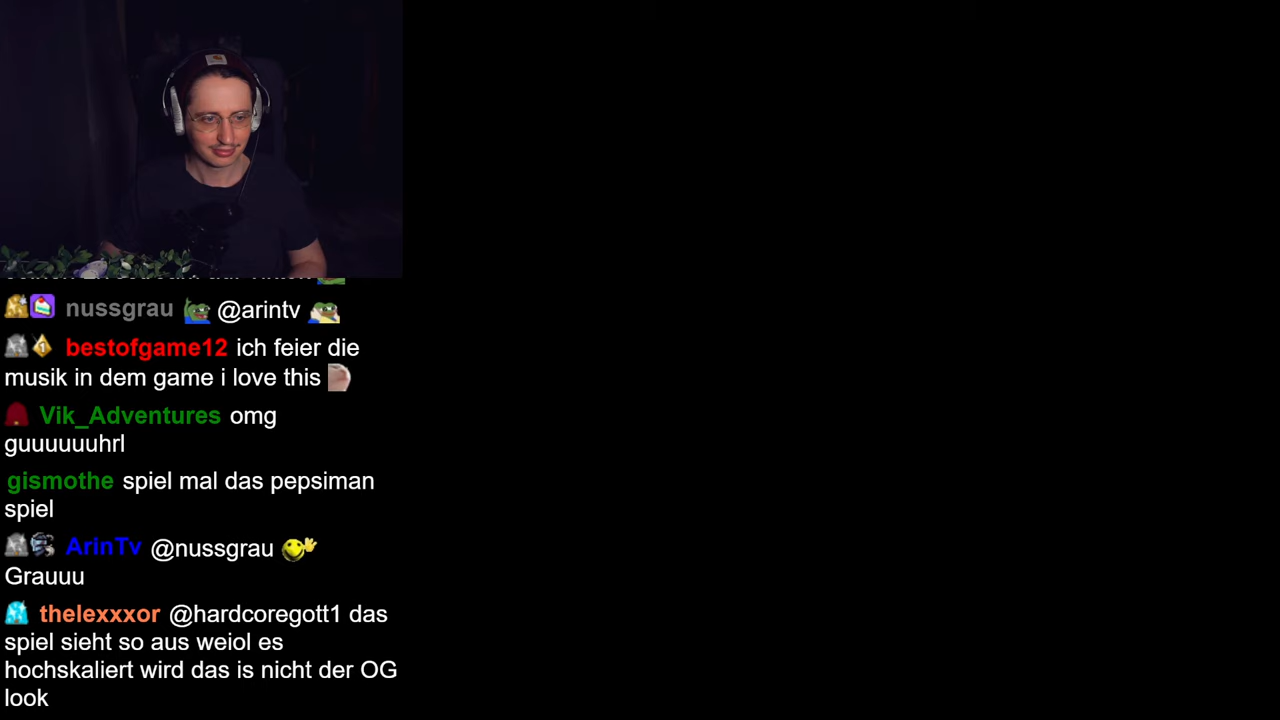 nussgrau @arintv
bestofgame12 ich feier die
musik in dem game i love this
Vik_Adventures omg
guuuuuuhrl
gismothe spiel mal das pepsiman
spiel
ArinTv @nussgrau
Grauuu
thelexxxor @hardcoregott1 das
spiel sieht so aus weiol es
hochskaliert wird das is nicht der OG
look